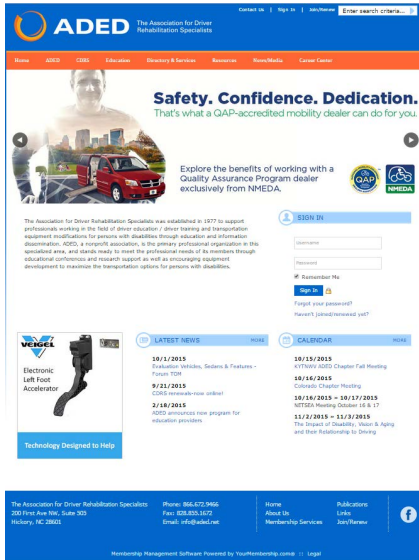 Contact Us | Sign In | Join/Renew
Enter search criteria...
ADED
The Association for Driver
Rehabilitation Specialists
Home ADED CDRS Education Directory & Services Resources News/Media Career Center
Safety. Confidence. Dedication.
That's what a QAP-accredited mobility dealer can do for you.
Explore the benefits of working with a
Quality Assurance Program dealer
exclusively from NMEDA.
QAP
NMEDA
The Association for Driver Rehabilitation Specialists was established in 1977 to support
professionals working in the field of driver education / driver training and transportation
equipment modifications for persons with disabilities through education and information
dissemination. ADED, a nonprofit association, is the primary professional organization in this
specialized area, and stands ready to meet the professional needs of its members through
educational conferences and research support as well as encouraging equipment
development to maximize the transportation options for persons with disabilities.
SIGN IN
Username
Password
Remember Me
Sign In
Forgot your password?
Haven't joined/renewed yet?
VEIGEL
Electronic
Left Foot
Accelerator
Technology Designed to Help
LATEST NEWS MORE
10/1/2015
Evaluation Vehicles, Sedans & Features -
Forum TOM
9/21/2015
CDRS renewals-now online!
2/18/2015
ADED announces new program for
education providers
CALENDAR MORE
10/15/2015
KYTNWV ADED Chapter Fall Meeting
10/16/2015
Colorado Chapter Meeting
10/16/2015 ~ 10/17/2015
NETSEA Meeting October 16 & 17
11/2/2015 ~ 11/3/2015
The Impact of Disability, Vision & Aging
and their Relationship to Driving
The Association for Driver Rehabilitation Specialists
200 First Ave NW, Suite 505
Hickory, NC 28601
Phone: 866.672.9466
Fax: 828.855.1672
Email: info@aded.net
Home
About Us
Membership Services
Publications
Links
Join/Renew
f
Membership Management Software Powered by YourMembership.com® :: Legal